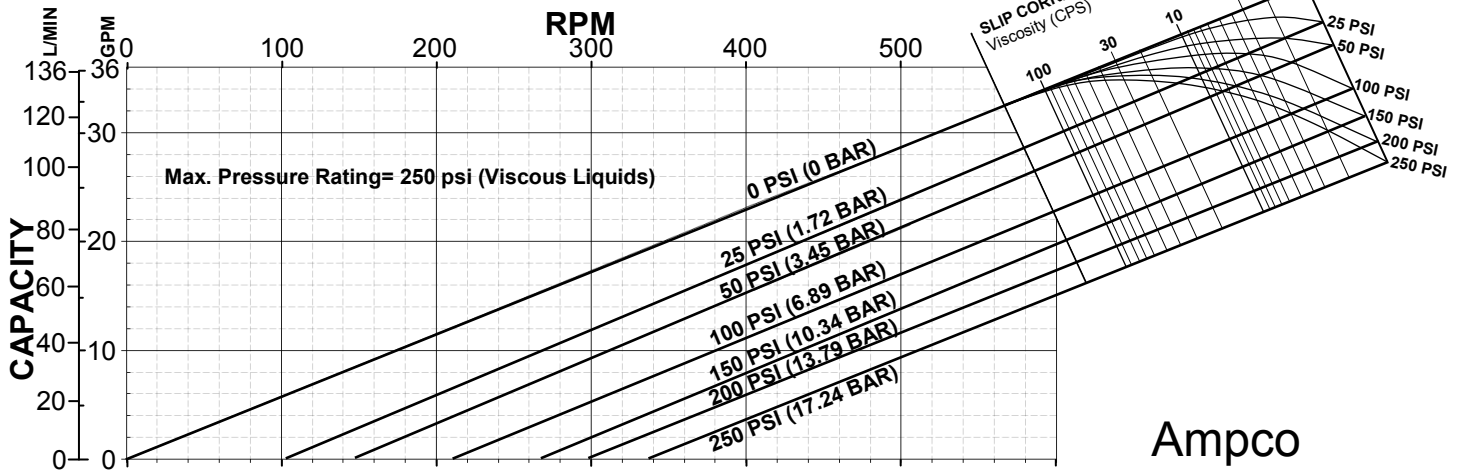 RPM
L/MIN
GPM
0 100 200 300 400 500
136
120
100
80
60
40
20
0
36
30
20
10
0
CAPACITY
Max. Pressure Rating= 250 psi (Viscous Liquids)
0 PSI (0 BAR)
25 PSI (1.72 BAR)
50 PSI (3.45 BAR)
100 PSI (6.89 BAR)
150 PSI (10.34 BAR)
200 PSI (13.79 BAR)
250 PSI (17.24 BAR)
SLIP
Viscosity (CPS)
100
30
10
25 PSI
50 PSI
100 PSI
150 PSI
200 PSI
250 PSI
Ampco